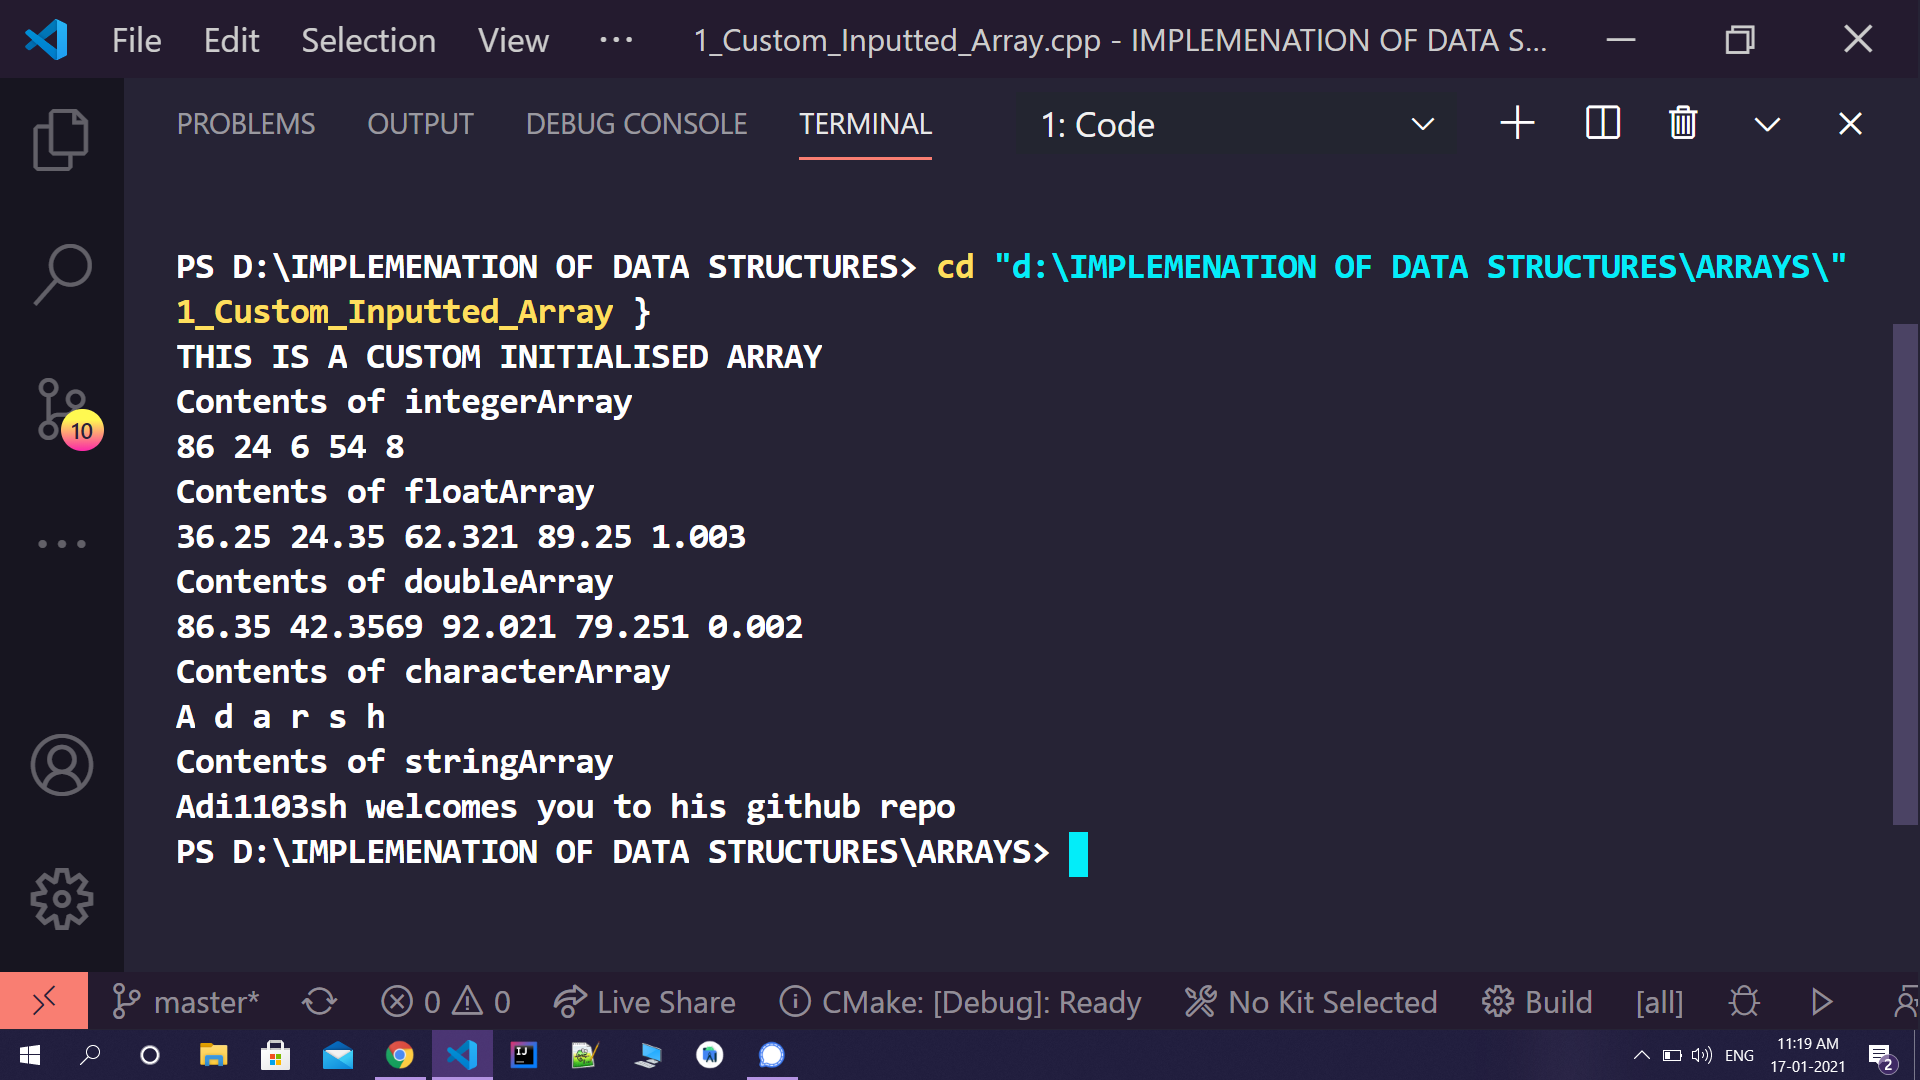 File Edit Selection View ··· 1_Custom_Inputted_Array.cpp - IMPLEMENATION OF DATA S...
PROBLEMS OUTPUT DEBUG CONSOLE TERMINAL 1: Code
PS D:\IMPLEMENATION OF DATA STRUCTURES> cd "d:\IMPLEMENATION OF DATA STRUCTURES\ARRAYS\"
1_Custom_Inputted_Array }
THIS IS A CUSTOM INITIALISED ARRAY
Contents of integerArray
86 24 6 54 8
10
Contents of floatArray
36.25 24.35 62.321 89.25 1.003
Contents of doubleArray
86.35 42.3569 92.021 79.251 0.002
Contents of characterArray
A d a r s h
Contents of stringArray
Adi1103sh welcomes you to his github repo
PS D:\IMPLEMENATION OF DATA STRUCTURES\ARRAYS>
master* 0 0 Live Share CMake: [Debug]: Ready No Kit Selected Build [all]
IJ ENG 11:19 AM
17-01-2021 2